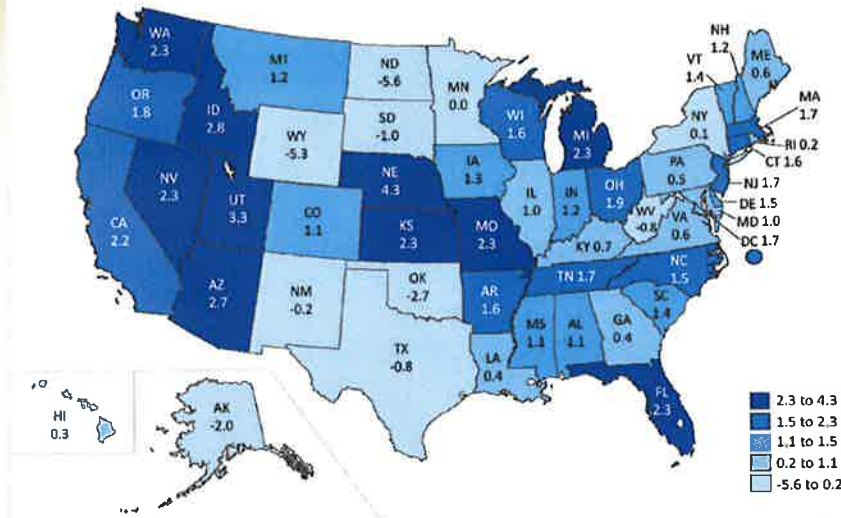 WA
2.3
OR
1.8
CA
2.2
NV
2.3
ID
2.8
MT
1.2
WY
-5.3
UT
3.3
AZ
2.7
CO
1.1
NM
-0.2
ND
-5.6
SD
-1.0
NE
4.3
KS
2.3
OK
-2.7
TX
-0.8
MN
0.0
IA
1.3
MO
2.3
AR
1.6
LA
0.4
WI
1.6
IL
1.0
MI
2.3
IN
1.2
OH
1.9
KY 0.7
TN 1.7
MS
1.1
AL
1.1
GA
0.4
FL
2.3
SC
1.4
NC
1.5
WV
-0.8
VA
0.6
PA
0.5
NY
0.1
VT
1.4
NH
1.2
ME
0.6
MA
1.7
RI 0.2
CT 1.6
NJ 1.7
DE 1.5
MD 1.0
DC 1.7
HI
0.3
AK
-2.0
2.3 to 4.3
1.5 to 2.3
1.1 to 1.5
0.2 to 1.1
-5.6 to 0.2